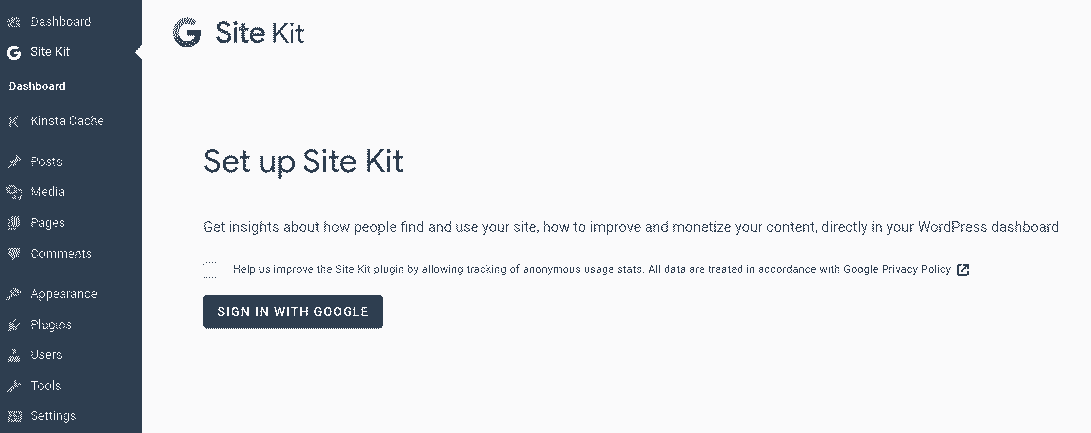 Dashboard
Site Kit
Dashboard
Kinsta Cache
Posts
Media
Pages
Comments
Appearance
Plugins
Users
Tools
Settings
Site Kit
Set up Site Kit
Get insights about how people find and use your site, how to improve and monetize your content, directly in your WordPress dashboard
Help us improve the Site Kit plugin by allowing tracking of anonymous usage stats. All data are treated in accordance with Google Privacy Policy
SIGN IN WITH GOOGLE